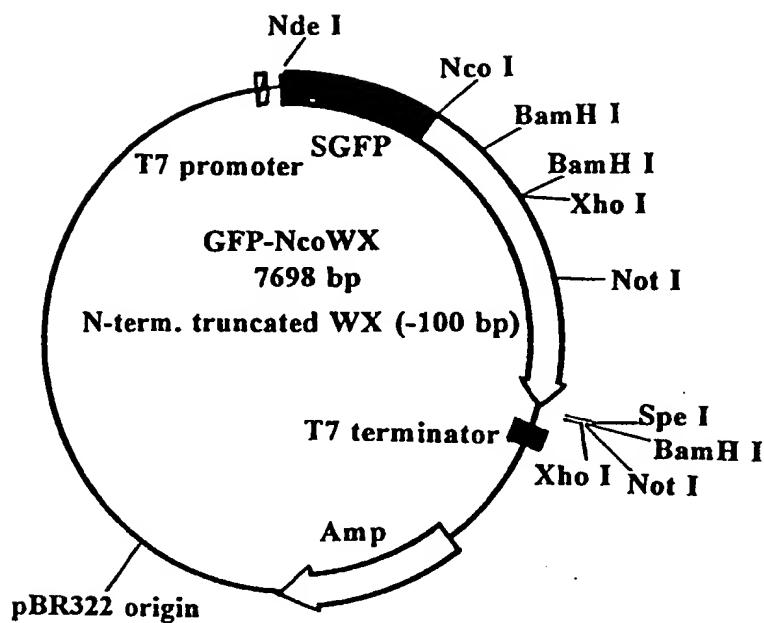 Nde I
Nco I
BamH I
SGFP
BamH I
T7 promoter
Xho I
GFP-NcoWX
7698 bp
Not I
N-term. truncated WX (-100 bp)
Spe I
T7 terminator
BamH I
Xho I
Not I
Amp
pBR322 origin